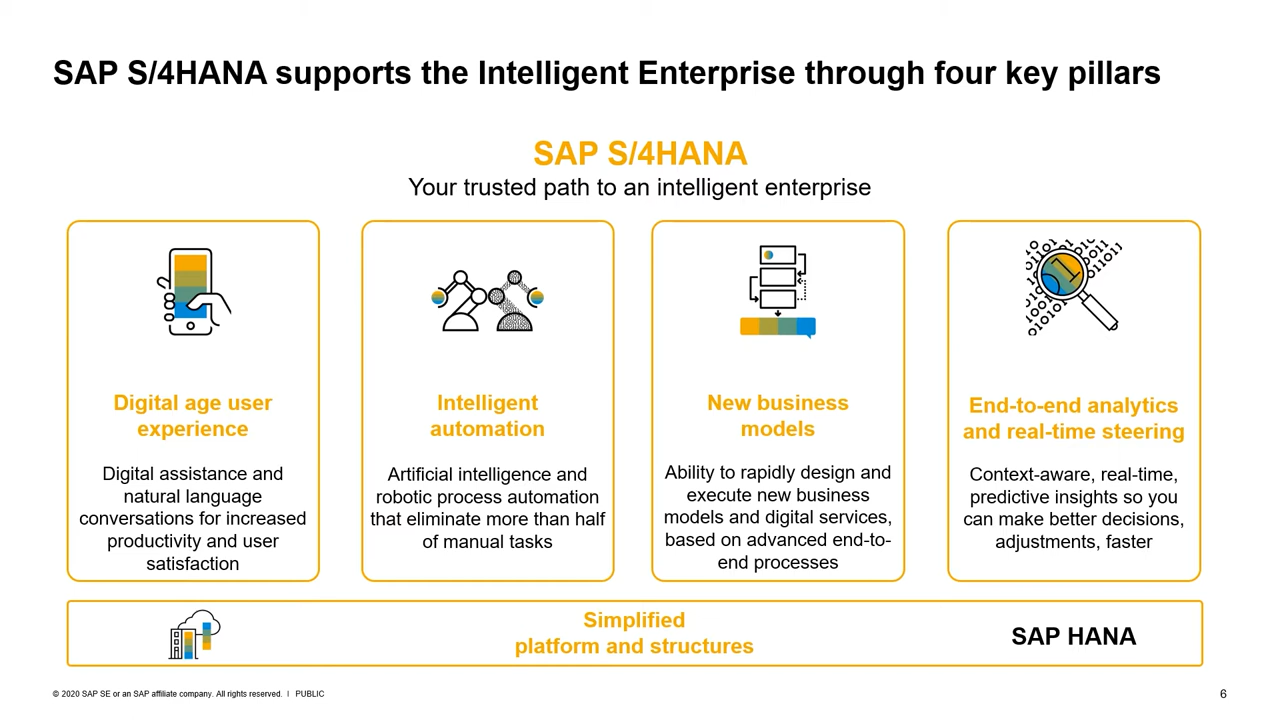 SAP S/4HANA supports the Intelligent Enterprise through four key pillars
SAP S/4HANA
Your trusted path to an intelligent enterprise
Digital age user
experience
Digital assistance and
natural language
conversations for increased
productivity and user
satisfaction
Intelligent
automation
Artificial intelligence and
robotic process automation
that eliminate more than half
of manual tasks
New business
models
Ability to rapidly design and
execute new business
models and digital services,
based on advanced end-to-
end processes
End-to-end analytics
and real-time steering
Context-aware, real-time,
predictive insights so you
can make better decisions,
adjustments, faster
Simplified
platform and structures
SAP HANA
© 2020 SAP SE or an SAP affiliate company. All rights reserved. I PUBLIC
6